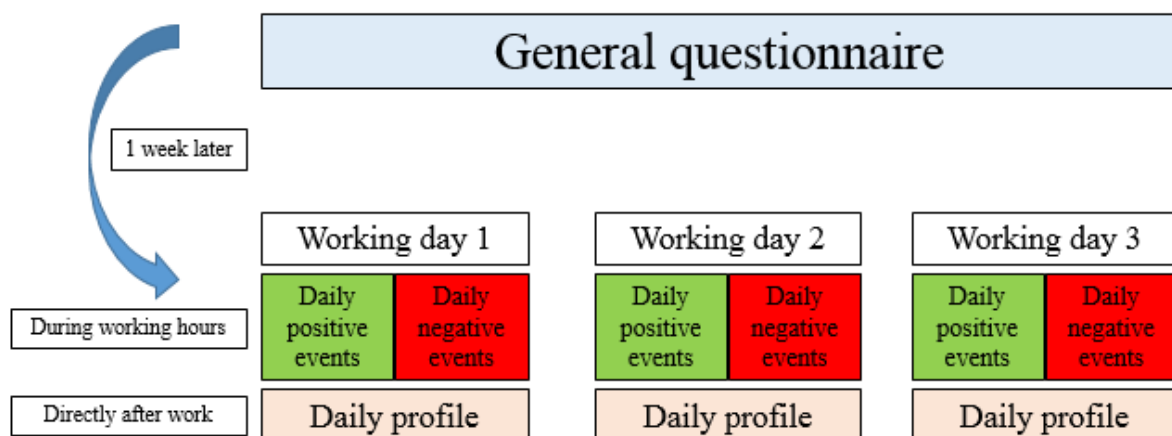 General questionnaire
1 week later
Working day 1
Working day 2
Working day 3
During working hours
Daily
positive
events
Daily
negative
events
Daily
positive
events
Daily
negative
events
Daily
positive
events
Daily
negative
events
Directly after work
Daily profile
Daily profile
Daily profile